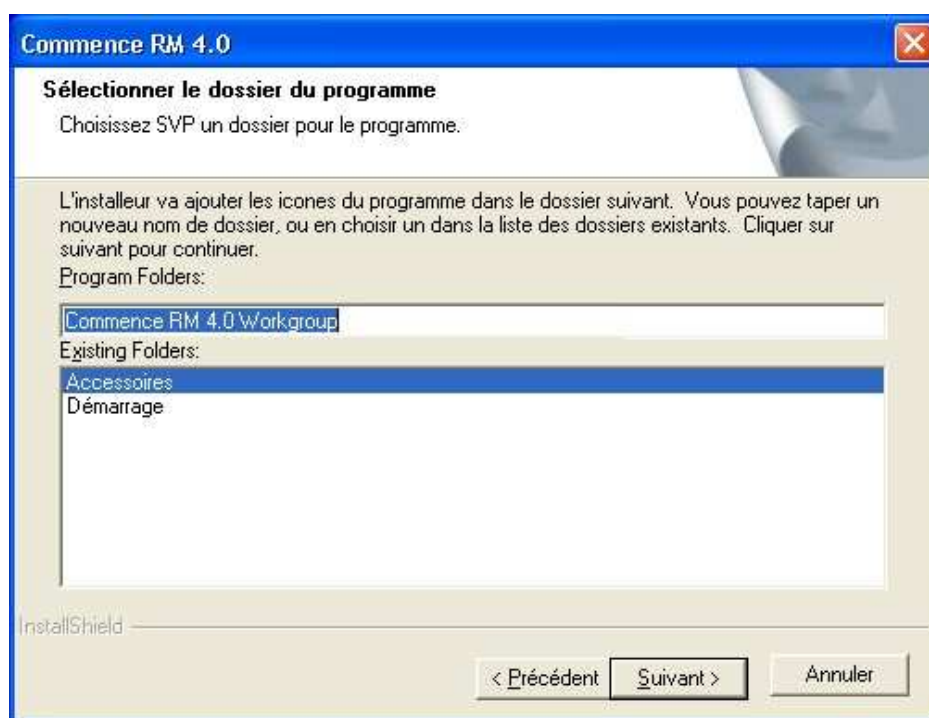 Commence RM 4.0
Sélectionner le dossier du programme
Choisissez SVP un dossier pour le programme.
L'installeur va ajouter les icones du programme dans le dossier suivant. Vous pouvez taper un
nouveau nom de dossier, ou en choisir un dans la liste des dossiers existants. Cliquer sur
suivant pour continuer.
Program Folders:
Commence RM 4.0 Workgroup
Existing Folders:
Accessoires
Démarrage
InstallShield
< Précédent
Suivant >
Annuler